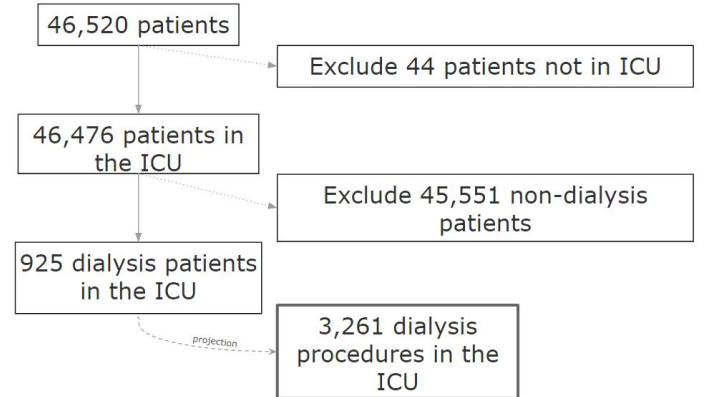 46,520 patients
Exclude 44 patients not in ICU
46,476 patients in
the ICU
Exclude 45,551 non-dialysis
patients
925 dialysis patients
in the ICU
projection
3,261 dialysis
procedures in the
ICU